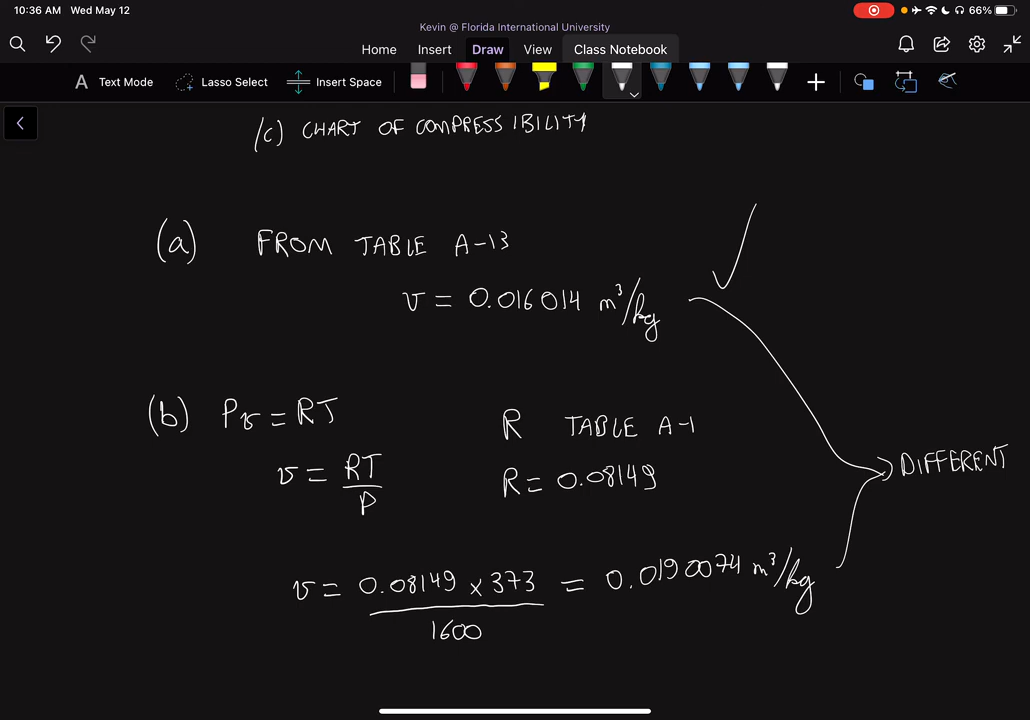 10:36 AM Wed May 12
66%
Kevin @ Florida International University
Home Insert Draw View Class Notebook
Text Mode Lasso Select Insert Space
(c) CHART OF COMPRESSIBILITY
(a) FROM TABLE A-13
v = 0.016014 m³/kg
(b) Pv = RT
R TABLE A-1
v = RT/P
R = 0.08149
DIFFERENT
v = 0.08149 x 373 / 1600 = 0.0190074 m³/kg